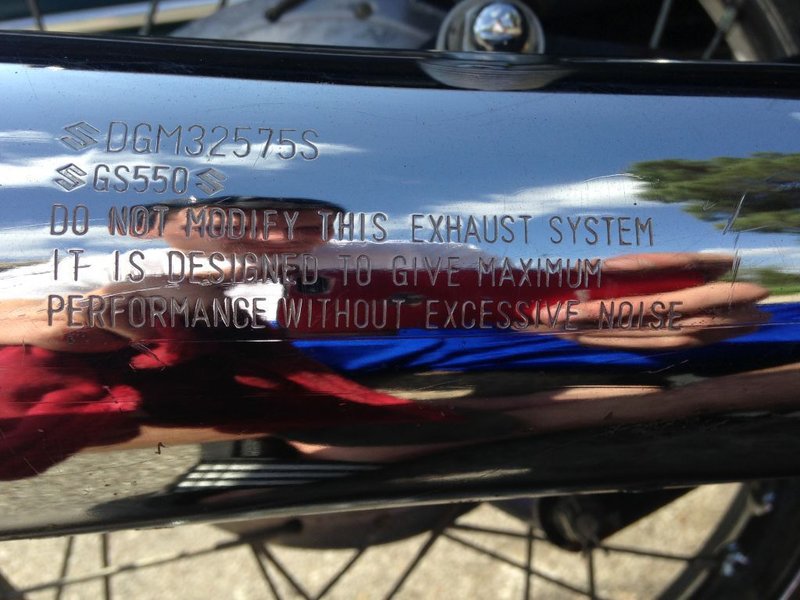 DGM32575S
GS550
DO NOT MODIFY THIS EXHAUST SYSTEM
IT IS DESIGNED TO GIVE MAXIMUM
PERFORMANCE WITHOUT EXCESSIVE NOISE